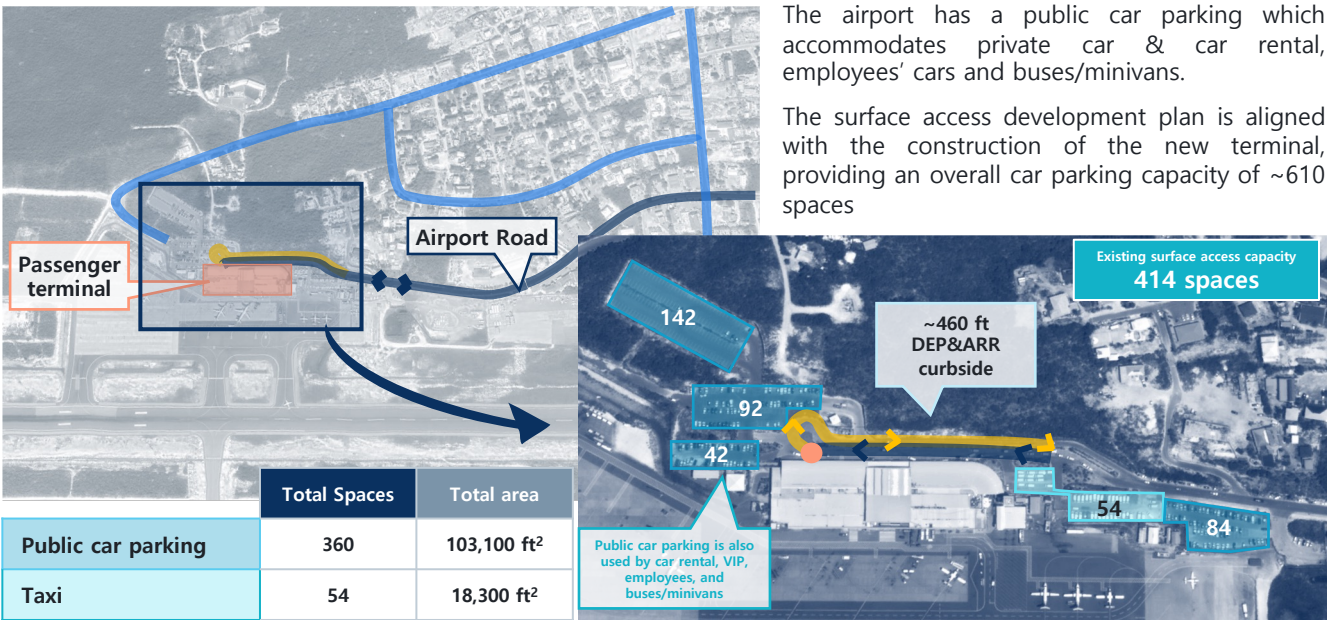 The airport has a public car parking which
accommodates private car & car rental,
employees’ cars and buses/minivans.
The surface access development plan is aligned
with the construction of the new terminal,
providing an overall car parking capacity of ~610
spaces
Airport Road
Passenger
terminal
Existing surface access capacity
414 spaces
142
~460 ft
DEP&ARR
curbside
92
42
54
84
Public car parking is also
used by car rental, VIP,
employees, and
buses/minivans
Total Spaces Total area
Public car parking 360 103,100 ft²
Taxi 54 18,300 ft²